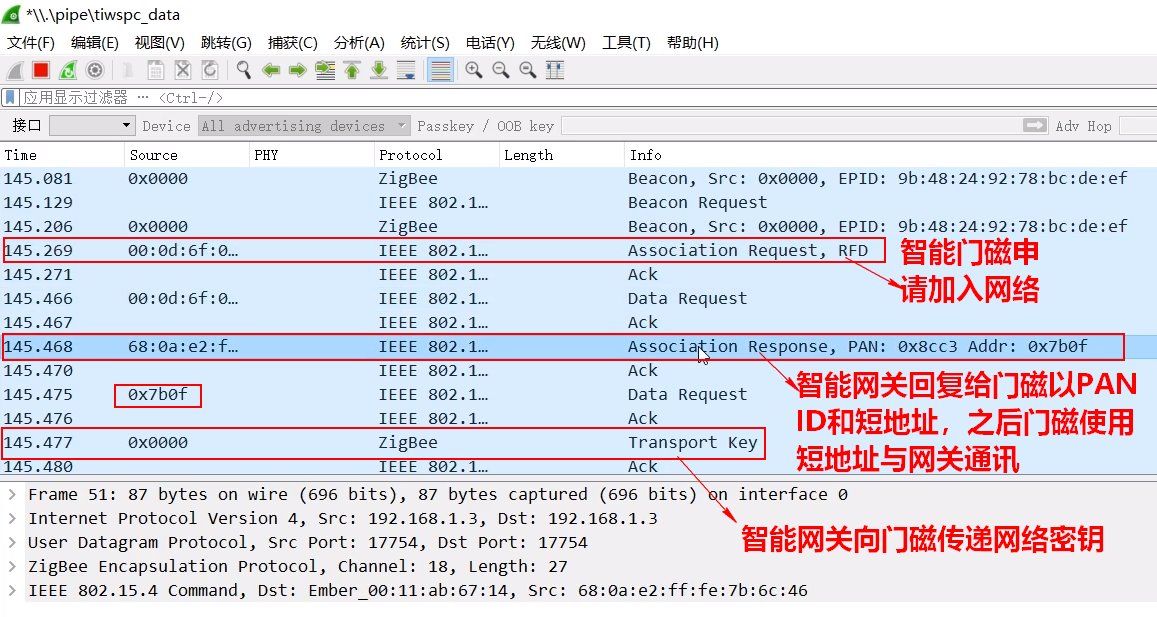 *\\.\pipe\tiwspc_data
文件(F) 编辑(E) 视图(V) 跳转(G) 捕获(C) 分析(A) 统计(S) 电话(Y) 无线(W) 工具(T) 帮助(H)
应用显示过滤器 … <Ctrl-/>
接口 Device All advertising devices Passkey / OOB key Adv Hop
Time Source PHY Protocol Length Info
145.081 0x0000 ZigBee Beacon, Src: 0x0000, EPID: 9b:48:24:92:78:bc:de:ef
145.129 IEEE 802.1… Beacon Request
145.206 0x0000 ZigBee Beacon, Src: 0x0000, EPID: 9b:48:24:92:78:bc:de:ef
145.269 00:0d:6f:0… IEEE 802.1… Association Request, RFD
智能门磁申
请加入网络
145.271 IEEE 802.1… Ack
145.466 00:0d:6f:0… IEEE 802.1… Data Request
145.467 IEEE 802.1… Ack
145.468 68:0a:e2:f… IEEE 802.1… Association Response, PAN: 0x8cc3 Addr: 0x7b0f
145.470 IEEE 802.1… Ack
145.475 0x7b0f IEEE 802.1… Data Request
145.476 IEEE 802.1… Ack
145.477 0x0000 ZigBee Transport Key
145.480 IEEE 802.1… Ack
智能网关回复给门磁以PAN
ID和短地址，之后门磁使用
短地址与网关通讯
Frame 51: 87 bytes on wire (696 bits), 87 bytes captured (696 bits) on interface 0
Internet Protocol Version 4, Src: 192.168.1.3, Dst: 192.168.1.3
User Datagram Protocol, Src Port: 17754, Dst Port: 17754
智能网关向门磁传递网络密钥
ZigBee Encapsulation Protocol, Channel: 18, Length: 27
IEEE 802.15.4 Command, Dst: Ember_00:11:ab:67:14, Src: 68:0a:e2:ff:fe:7b:6c:46